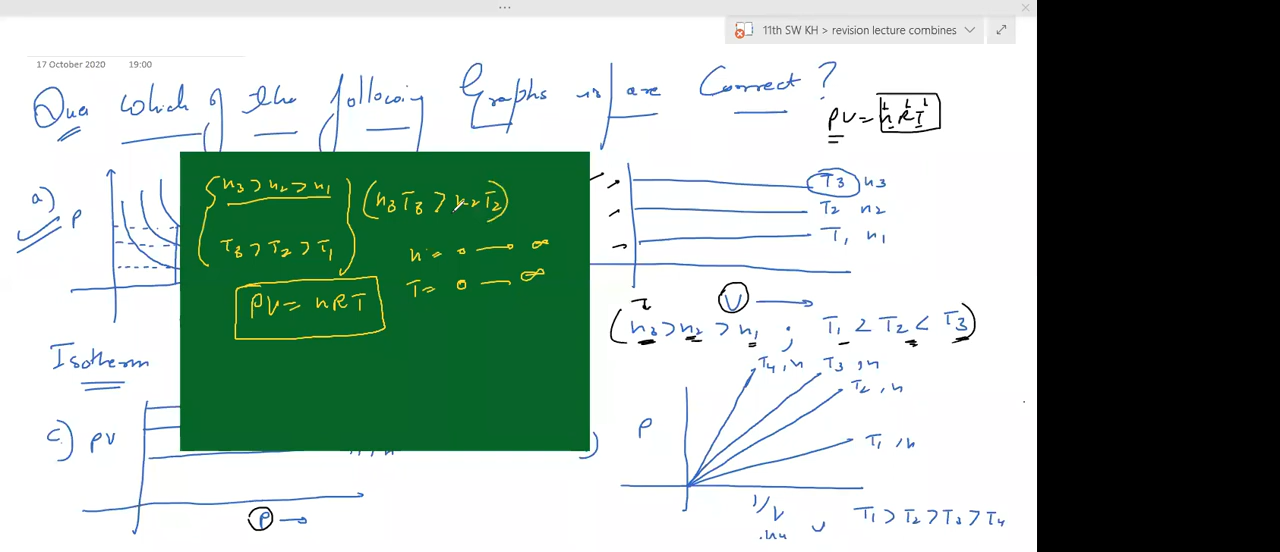 11th SW KH > revision lecture combines
17 October 2020 19:00
Que Which of the following Graphs is/are Correct ?
PV = nRT
a) P
n3 > n2 > n1 (n3T3 > n2T2)
T3 > T2 > T1
n = 0 — ∞
T = 0 — ∞
PV = nRT
T3 n3
T2 n2
T1 n1
V
(n3 > n2 > n1 ; T1 < T2 < T3)
Isotherm
c) PV
P
)
P
T4, n
T3, n
T2, n
T1, n
1/V
T1 > T2 > T3 > T4